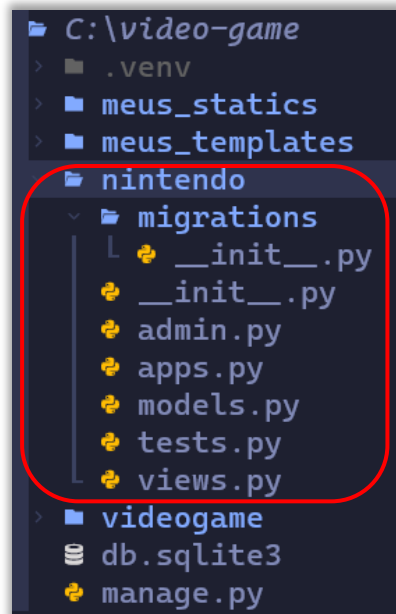 C:\video-game
.venv
meus_statics
meus_templates
nintendo
migrations
__init__.py
__init__.py
admin.py
apps.py
models.py
tests.py
views.py
videogame
db.sqlite3
manage.py